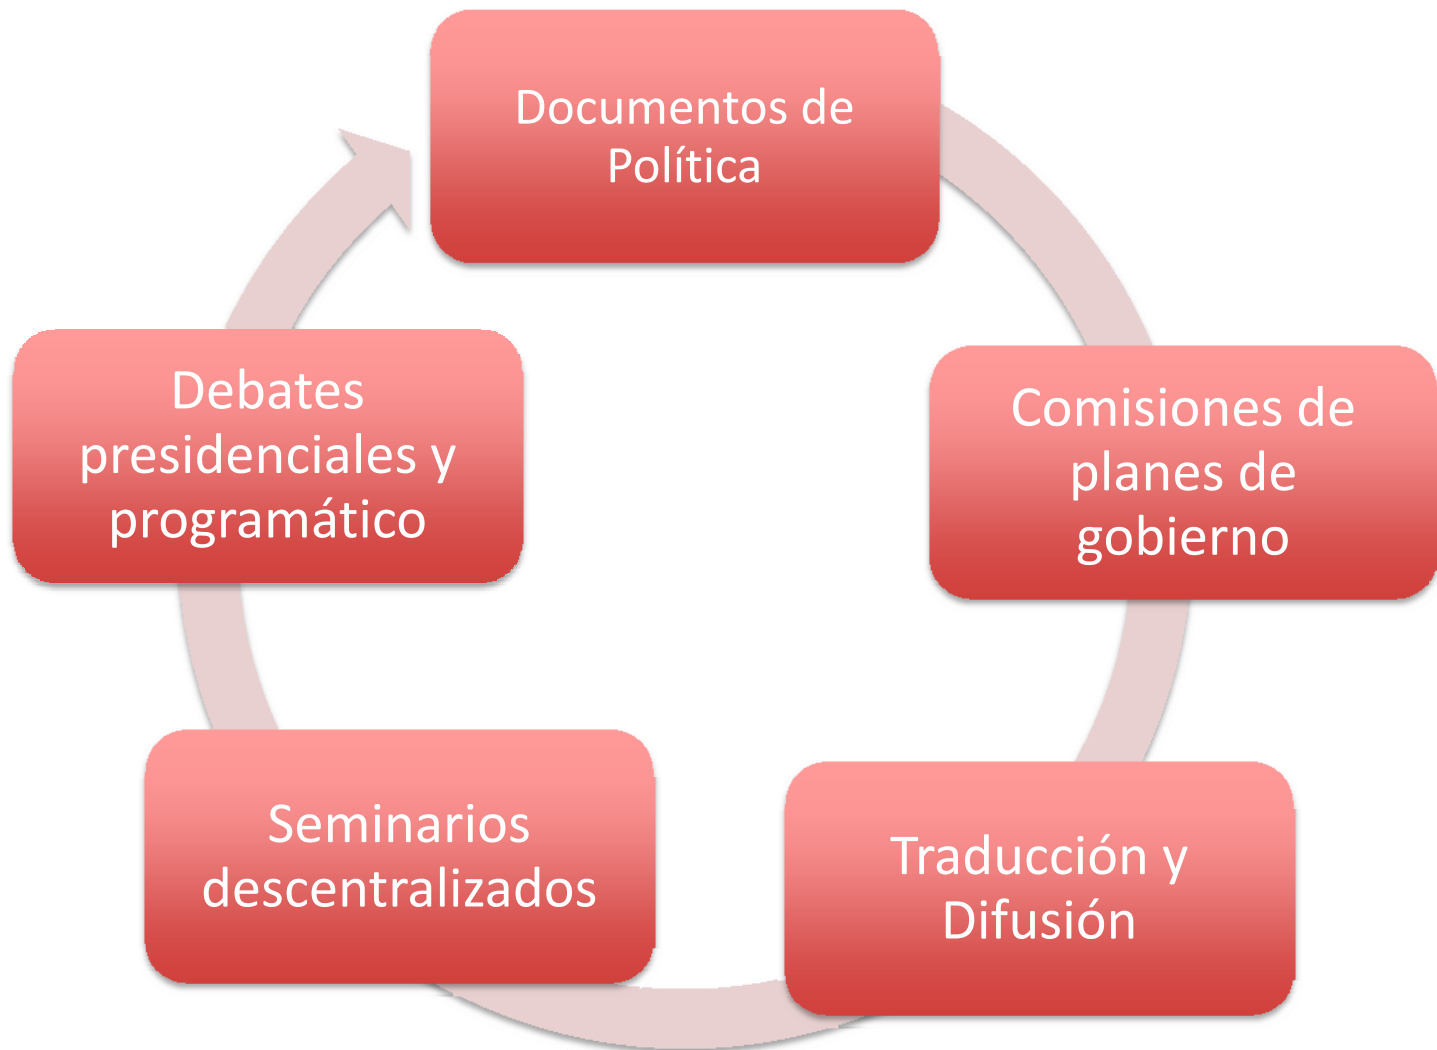 Documentos de
Política
Comisiones de
planes de
gobierno
Traducción y
Difusión
Seminarios
descentralizados
Debates
presidenciales y
programático